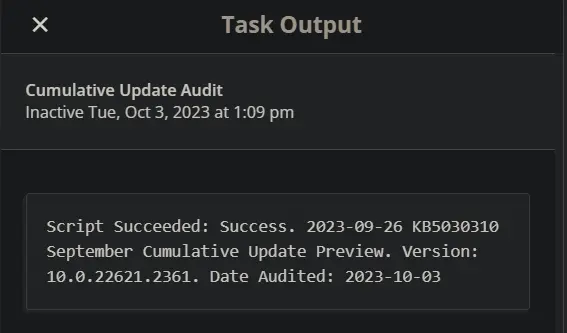 Task Output
Cumulative Update Audit
Inactive Tue, Oct 3, 2023 at 1:09 pm
Script Succeeded: Success. 2023-09-26 KB5030310
September Cumulative Update Preview. Version:
10.0.22621.2361. Date Audited: 2023-10-03